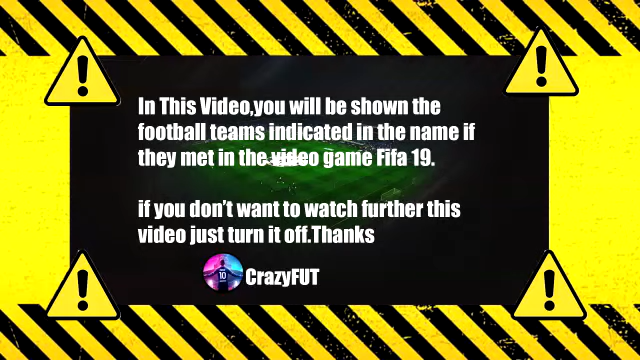 In This Video,you will be shown the
football teams indicated in the name if
they met in the video game Fifa 19.
if you don't want to watch further this
video just turn it off.Thanks
10
CrazyFUT